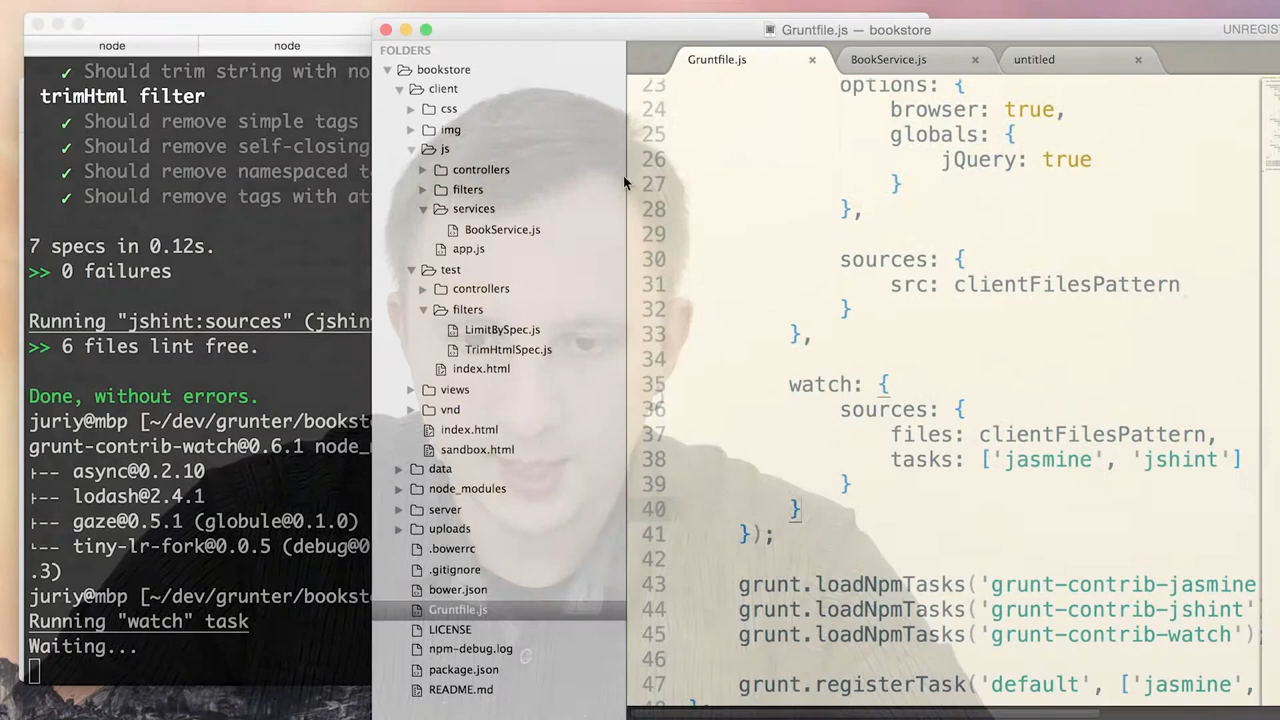 node
node
✓ Should trim string with no
trimHtml filter
✓ Should remove simple tags
✓ Should remove self-closing
✓ Should remove namespaced t
✓ Should remove tags with at
7 specs in 0.12s.
>> 0 failures
Running "jshint:sources" (jshin
>> 6 files lint free.
Done, without errors.
juriy@mbp [~/dev/grunter/bookst
grunt-contrib-watch@0.6.1 node_
├── async@0.2.10
├── lodash@2.4.1
├── gaze@0.5.1 (globule@0.1.0)
└── tiny-lr-fork@0.0.5 (debug@0
.3)
juriy@mbp [~/dev/grunter/bookst
Running "watch" task
Waiting...
Gruntfile.js — bookstore
UNREGIS
FOLDERS
bookstore
client
css
img
js
controllers
filters
services
BookService.js
app.js
test
controllers
filters
LimitBySpec.js
TrimHtmlSpec.js
index.html
views
vnd
index.html
sandbox.html
data
node_modules
server
uploads
.bowerrc
.gitignore
bower.json
Gruntfile.js
LICENSE
npm-debug.log
package.json
README.md
Gruntfile.js ×
BookService.js ×
untitled ×
23 options: {
24 browser: true,
25 globals: {
26 jQuery: true
27 }
28 },
29
30 sources: {
31 src: clientFilesPattern
32 }
33 },
34
35 watch: {
36 sources: {
37 files: clientFilesPattern,
38 tasks: ['jasmine', 'jshint']
39 }
40 }
41 });
42
43 grunt.loadNpmTasks('grunt-contrib-jasmine
44 grunt.loadNpmTasks('grunt-contrib-jshint'
45 grunt.loadNpmTasks('grunt-contrib-watch')
46
47 grunt.registerTask('default', ['jasmine',